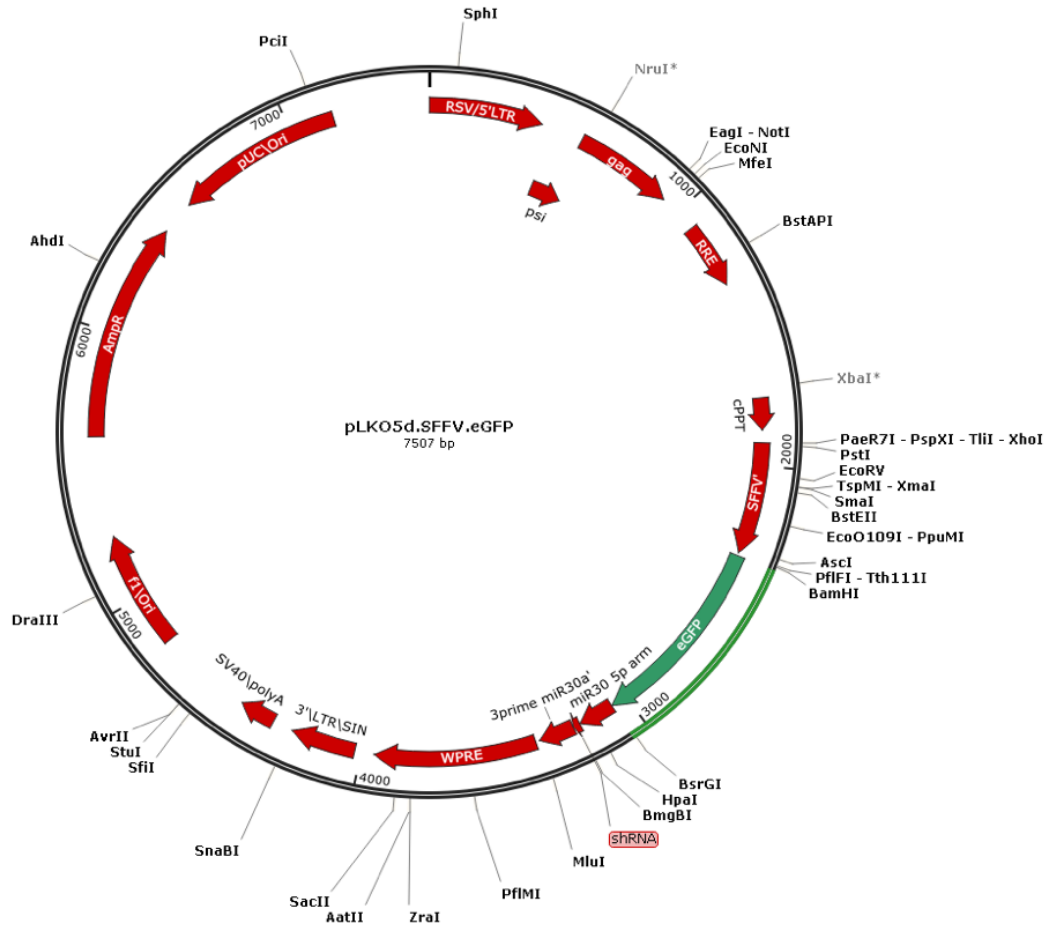 SphI
PciI
NruI*
RSV/5'LTR
7000
pUC\Ori
gag
EagI - NotI
EcoNI
MfeI
1000
psi
BstAPI
AhdI
RRE
AmpR
6000
XbaI*
cPPT
pLKO5d.SFFV.eGFP
7507 bp
PaeR7I - PspXI - TliI - XhoI
PstI
2000
EcoRV
TspMI - XmaI
SmaI
BstEII
SFFV'
EcoO109I - PpuMI
AscI
PflFI - Tth111I
BamHI
f1\Ori
5000
DraIII
eGFP
SV40\polyA
3'\LTR\SIN
3prime miR30a'
miR30 5p arm
3000
AvrII
StuI
SfiI
WPRE
4000
BsrGI
HpaI
BmgBI
shRNA
SnaBI
MluI
SacII
AatII
ZraI
PflMI